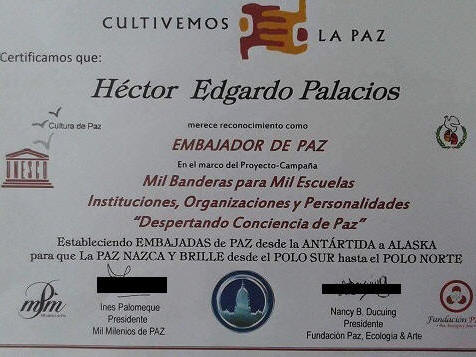 CULTIVEMOS LA PAZ
Certificamos que:
Héctor Edgardo Palacios
Cultura de Paz
merece reconocimiento como
EMBAJADOR DE PAZ
UNESCO
En el marco del Proyecto-Campaña
Mil Banderas para Mil Escuelas
Instituciones, Organizaciones y Personalidades
"Despertando Conciencia de Paz"
Estableciendo EMBAJADAS de PAZ desde la ANTÁRTIDA a ALASKA
para que La PAZ NAZCA Y BRILLE desde el POLO SUR hasta el POLO NORTE
mpm
Ines Palomeque
Presidente
Mil Milenios de PAZ
Nancy B. Ducuing
Presidente
Fundación Paz, Ecología & Arte